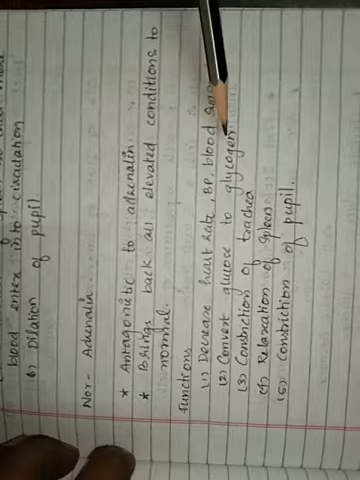 blood enter into circulation
6) Dilation of pupil.
Nor- Adrenalin
* Antagonatic to adrenalin
* Brings back all elevated conditions to
normal.
Functions
(1) Decrease heart rate, BP, blood
(2) Convert glucose to glycogen
(3) Constriction of trachea
(4) Relaxation of spleen
(5) constriction of pupil.